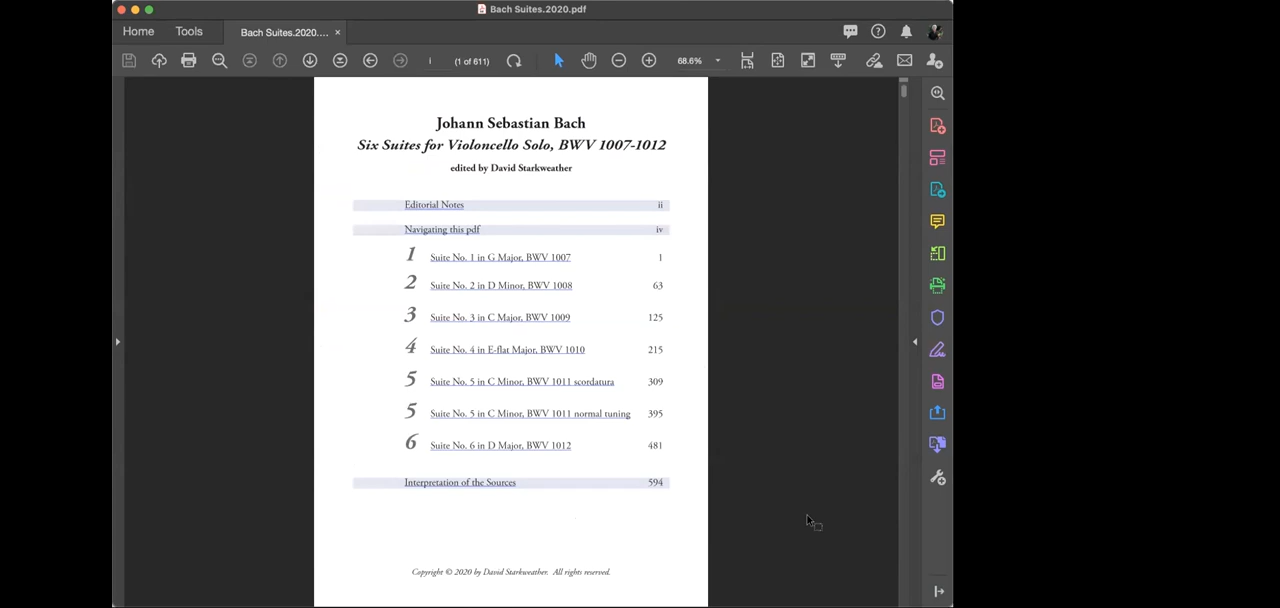 Bach Suites.2020.pdf
Home Tools Bach Suites.2020.... ×
i (1 of 611) 68.6%
Johann Sebastian Bach
Six Suites for Violoncello Solo, BWV 1007-1012
edited by David Starkweather
Editorial Notes ii
Navigating this pdf iv
1 Suite No. 1 in G Major, BWV 1007 1
2 Suite No. 2 in D Minor, BWV 1008 63
3 Suite No. 3 in C Major, BWV 1009 125
4 Suite No. 4 in E-flat Major, BWV 1010 215
5 Suite No. 5 in C Minor, BWV 1011 scordatura 309
5 Suite No. 5 in C Minor, BWV 1011 normal tuning 395
6 Suite No. 6 in D Major, BWV 1012 481
Interpretation of the Sources 594
Copyright © 2020 by David Starkweather. All rights reserved.